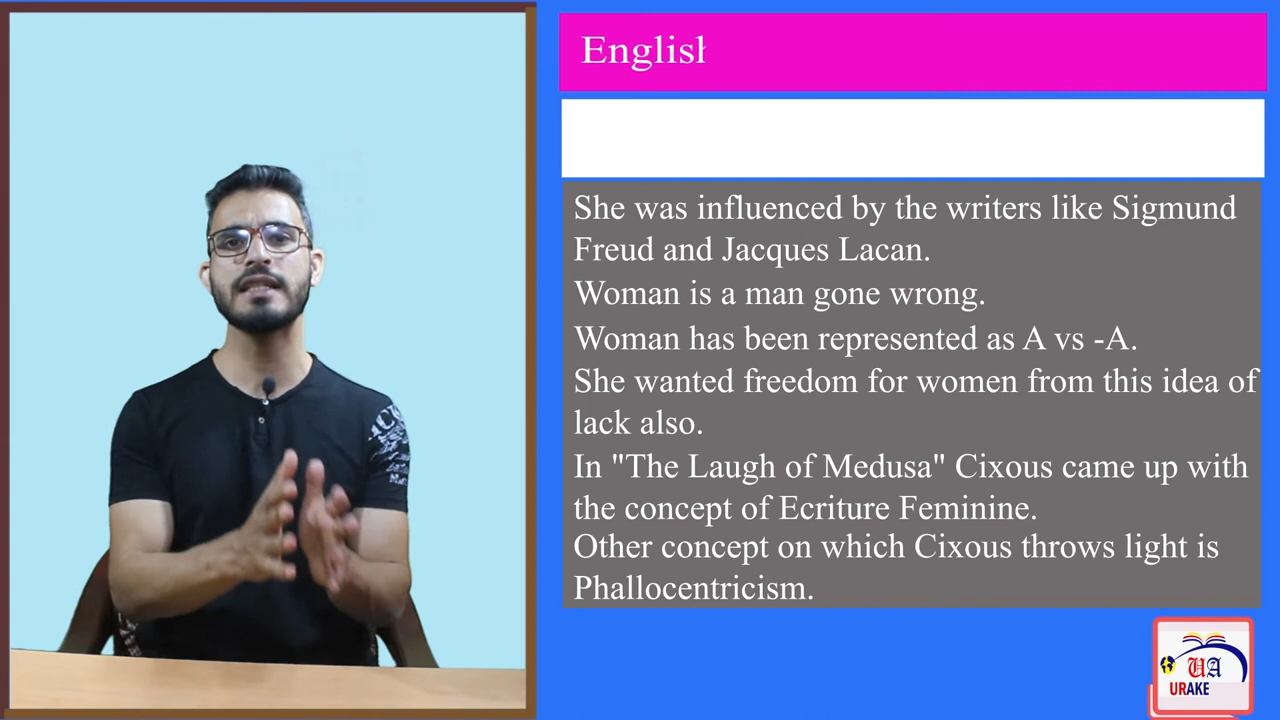 English
She was influenced by the writers like Sigmund
Freud and Jacques Lacan.
Woman is a man gone wrong.
Woman has been represented as A vs -A.
She wanted freedom for women from this idea of
lack also.
In "The Laugh of Medusa" Cixous came up with
the concept of Ecriture Feminine.
Other concept on which Cixous throws light is
Phallocentricism.
UA
URAKE